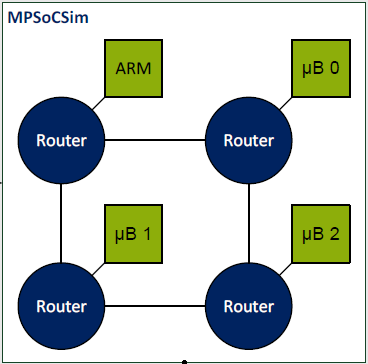 MPSoCSim
ARM
µB 0
Router
Router
µB 1
µB 2
Router
Router